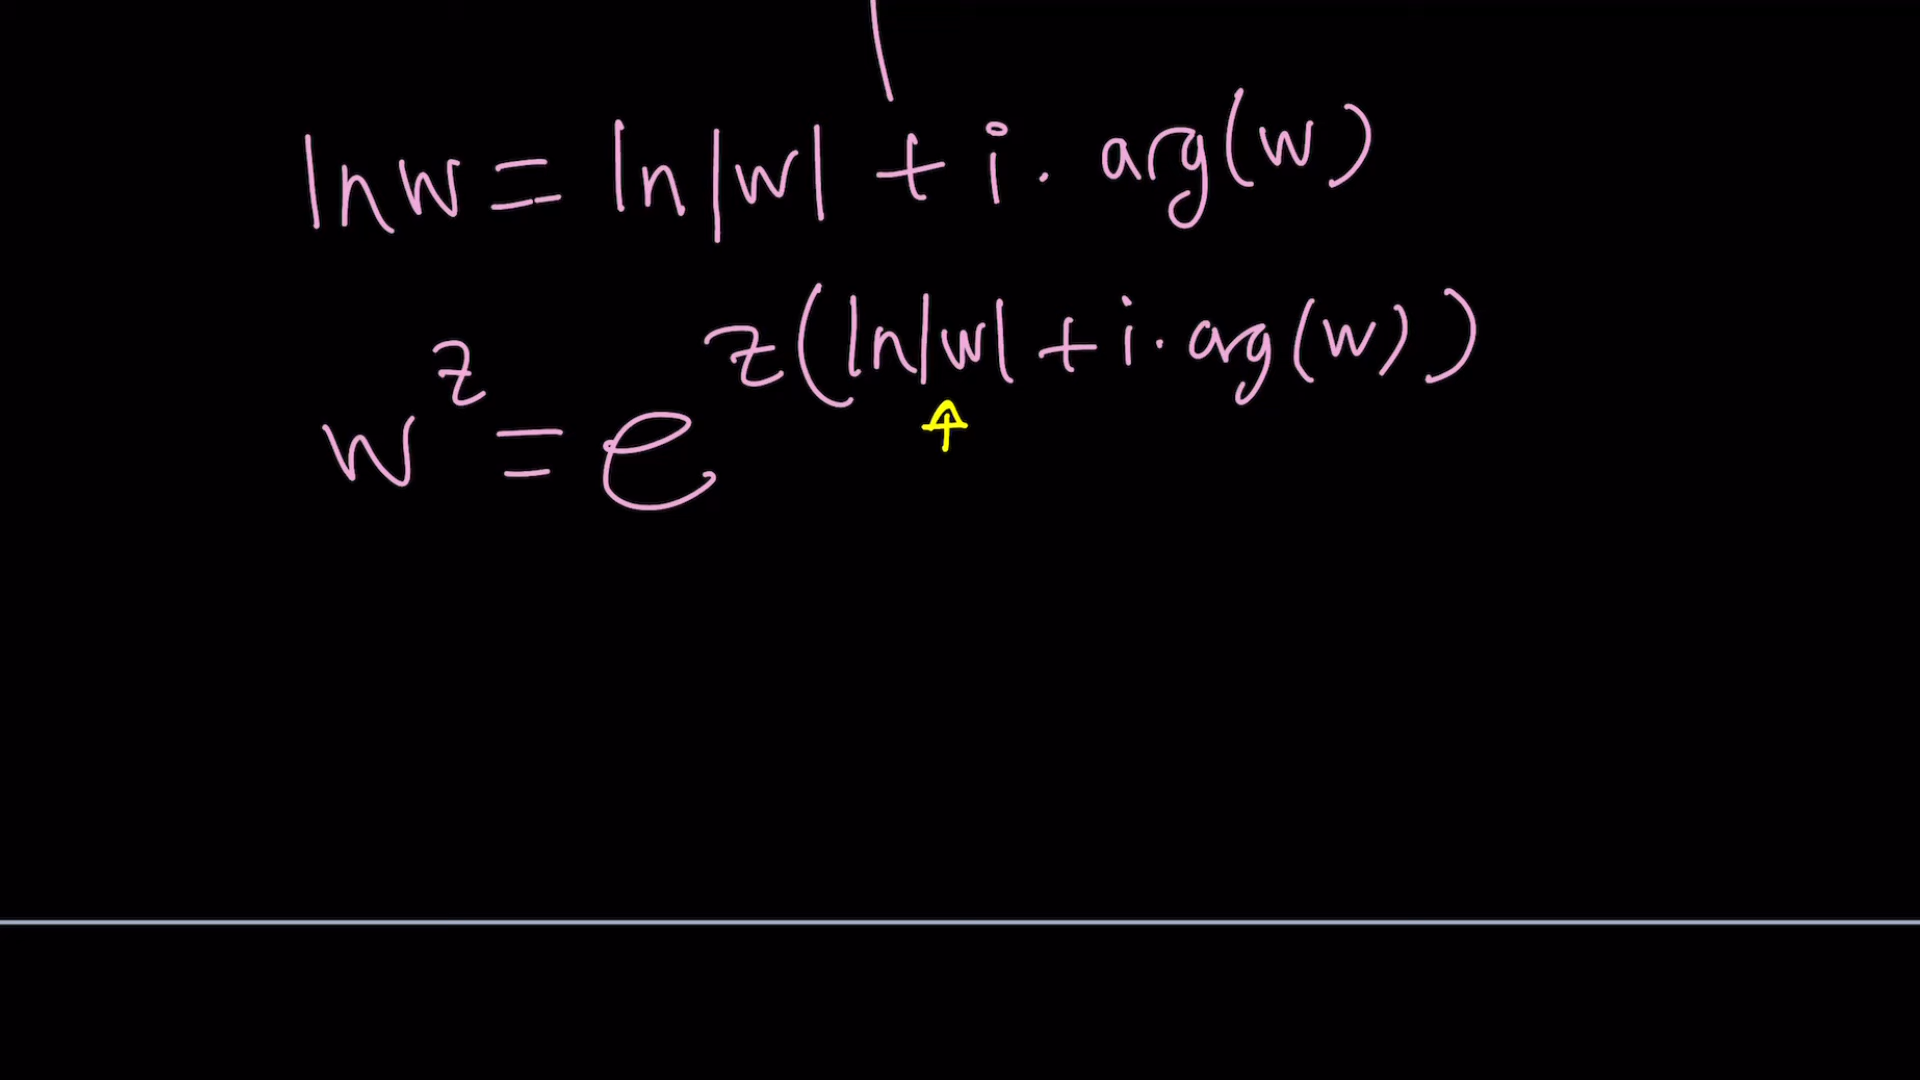 ln w = ln|w| + i · arg(w)
w^z = e^z(ln|w| + i · arg(w))